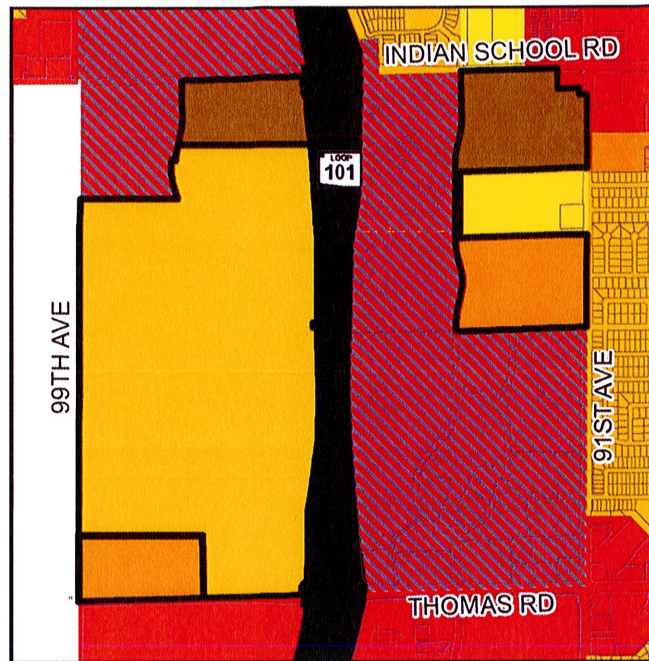 INDIAN SCHOOL RD
LOOP
101
99TH AVE
91ST AVE
THOMAS RD